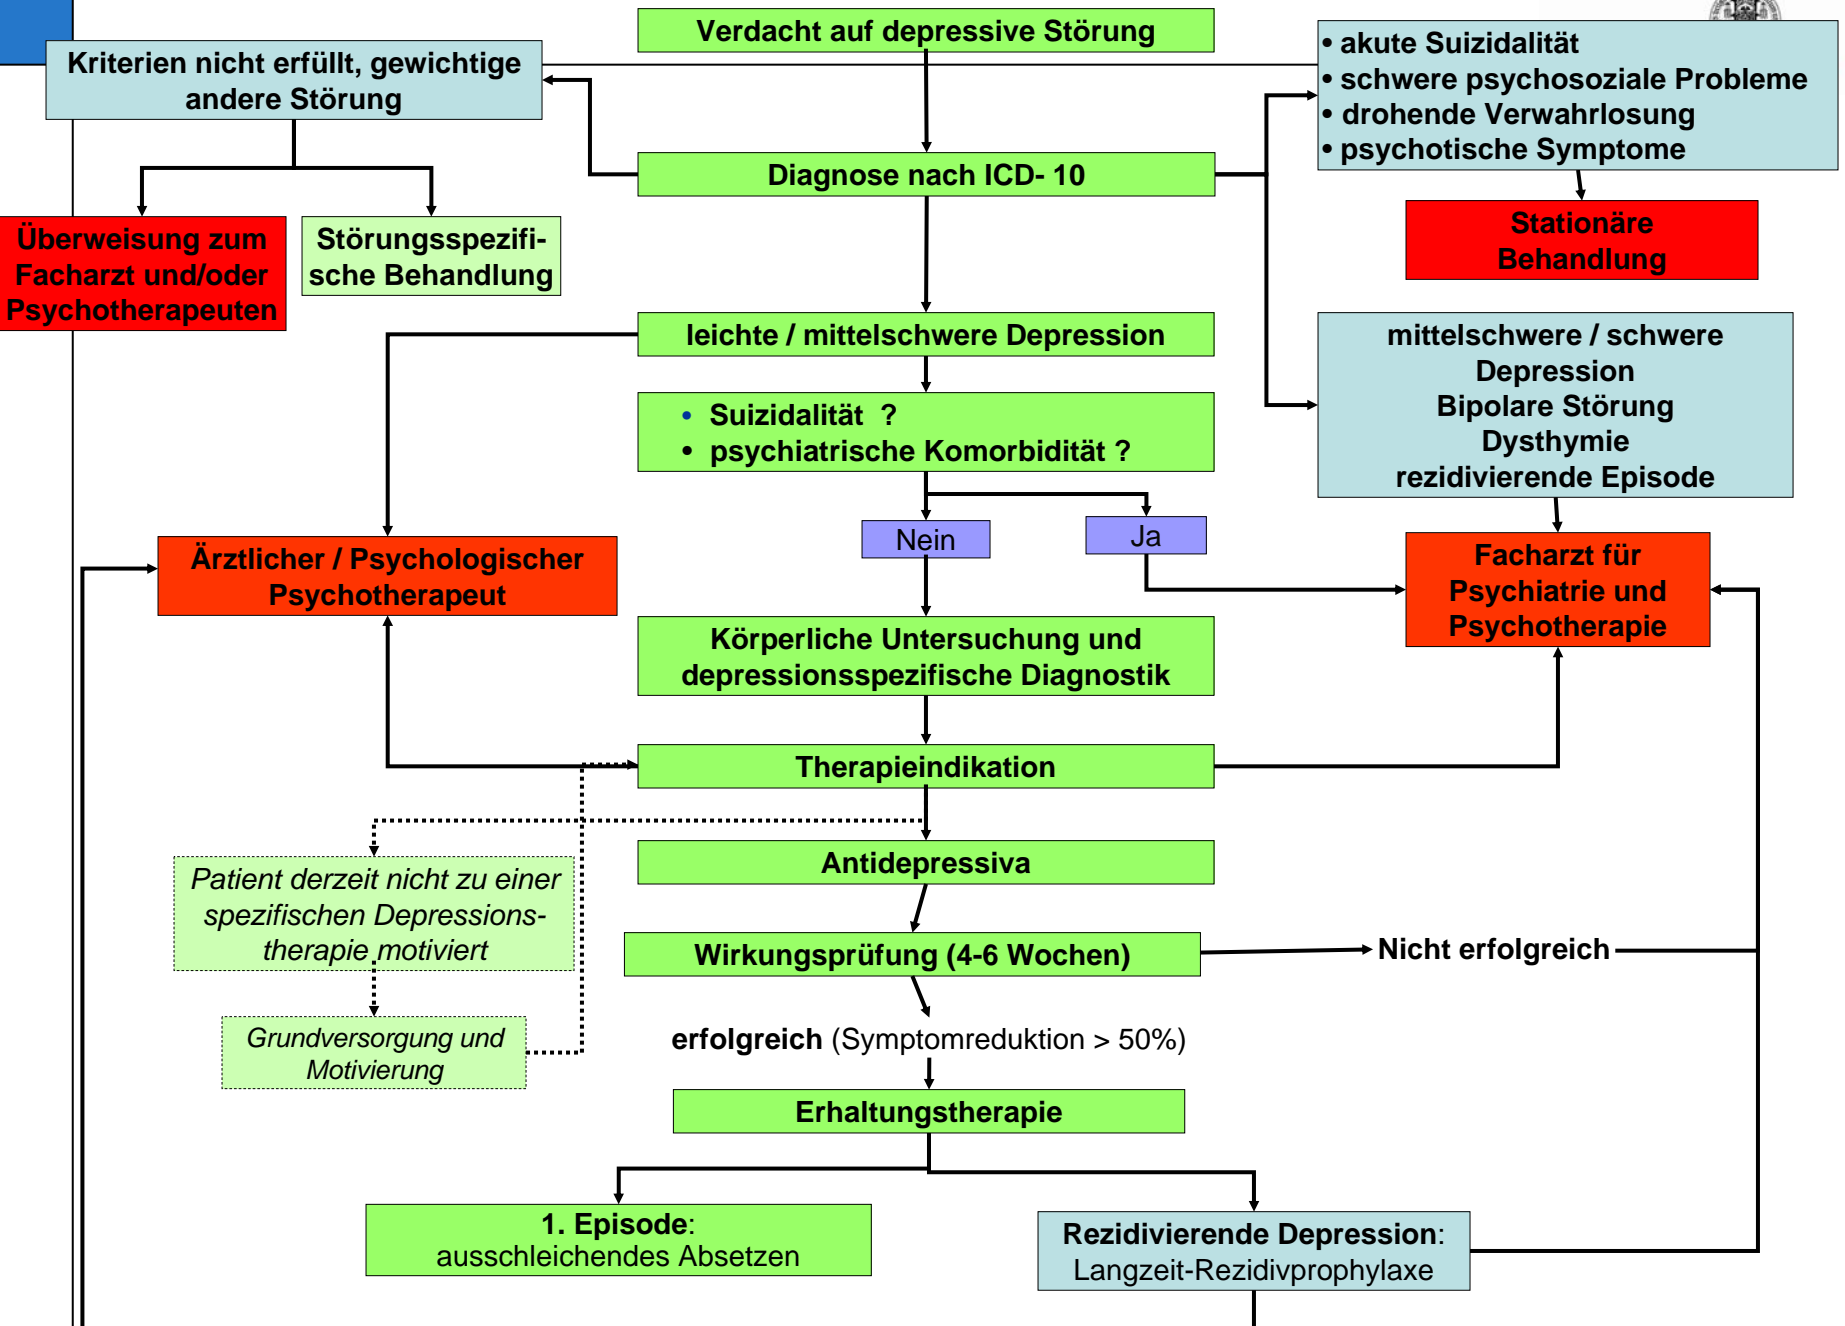 Verdacht auf depressive Störung
Kriterien nicht erfüllt, gewichtige
andere Störung
• akute Suizidalität
• schwere psychosoziale Probleme
• drohende Verwahrlosung
• psychotische Symptome
Diagnose nach ICD- 10
Überweisung zum
Facharzt und/oder
Psychotherapeuten
Störungsspezifi-
sche Behandlung
Stationäre
Behandlung
leichte / mittelschwere Depression
mittelschwere / schwere
Depression
Bipolare Störung
Dysthymie
rezidivierende Episode
• Suizidalität ?
• psychiatrische Komorbidität ?
Nein
Ja
Ärztlicher / Psychologischer
Psychotherapeut
Facharzt für
Psychiatrie und
Psychotherapie
Körperliche Untersuchung und
depressionsspezifische Diagnostik
Therapieindikation
Antidepressiva
Patient derzeit nicht zu einer
spezifischen Depressions-
therapie motiviert
Wirkungsprüfung (4-6 Wochen)
Nicht erfolgreich
Grundversorgung und
Motivierung
erfolgreich (Symptomreduktion > 50%)
Erhaltungstherapie
1. Episode:
ausschleichendes Absetzen
Rezidivierende Depression:
Langzeit-Rezidivprophylaxe